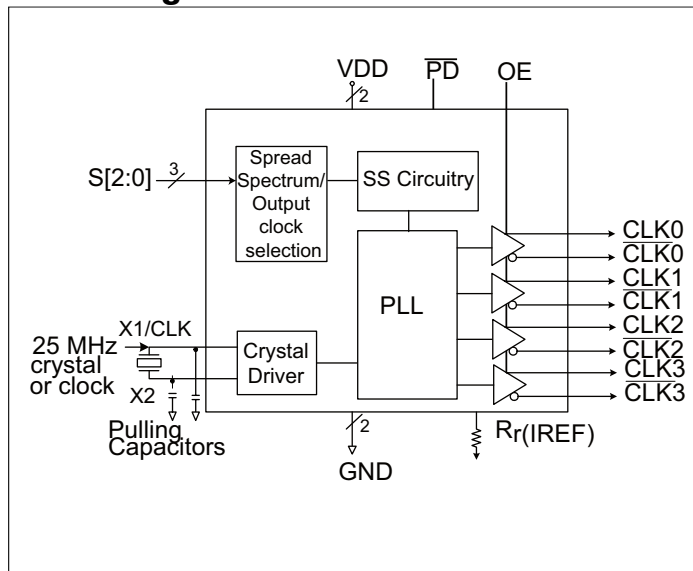 VDD
PD
OE
2
S[2:0]
3
Spread
Spectrum/
Output
clock
selection
SS Circuitry
CLK0
CLK0
CLK1
CLK1
CLK2
CLK2
CLK3
CLK3
PLL
X1/CLK
25 MHz
crystal
or clock
Crystal
Driver
X2
Pulling
Capacitors
2
GND
Rr(IREF)